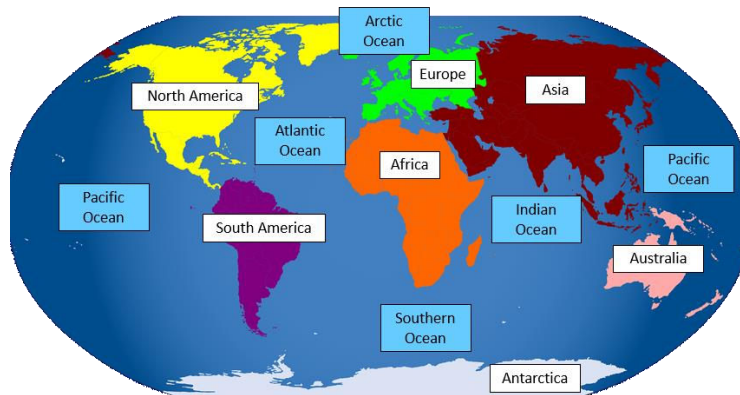 Arctic
Ocean
Europe
Asia
North America
Atlantic
Ocean
Africa
Pacific
Ocean
Pacific
Ocean
South America
Indian
Ocean
Australia
Southern
Ocean
Antarctica